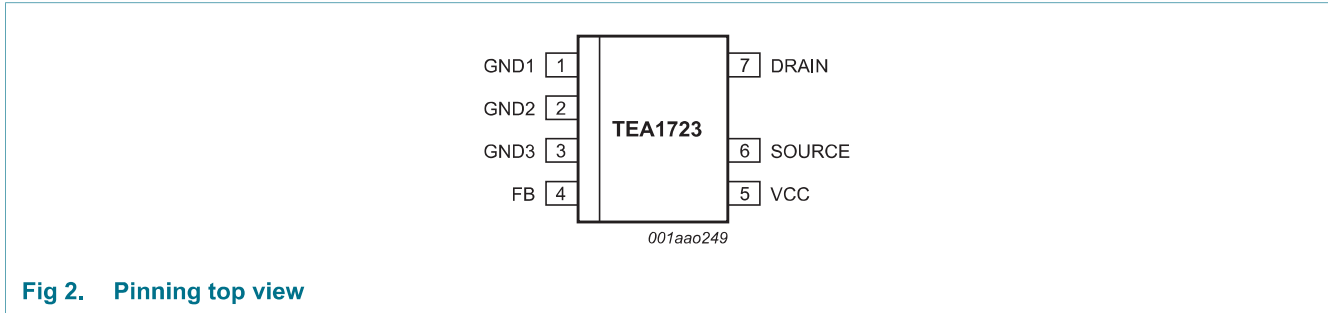 GND1 1 7 DRAIN
GND2 2
TEA1723
GND3 3 6 SOURCE
FB 4 5 VCC
001aao249
Fig 2. Pinning top view